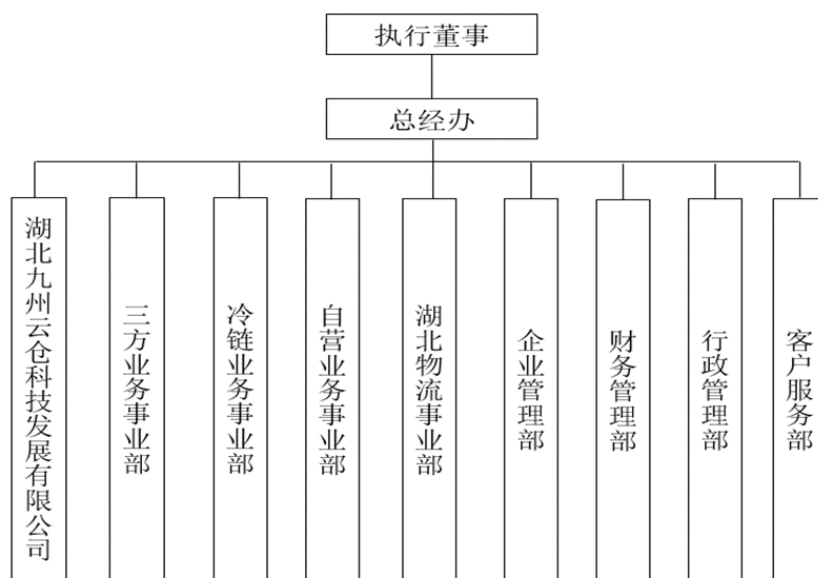 执行董事
总经办
湖北九州云仓科技发展有限公司
三方业务事业部
冷链业务事业部
自营业务事业部
湖北物流事业部
企业管理部
财务管理部
行政管理部
客户服务部